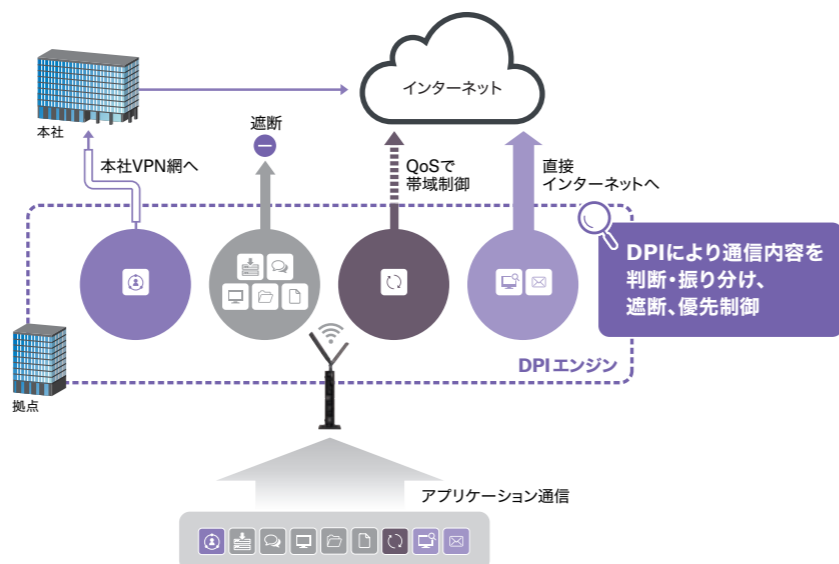 インターネット
本社
遮断
本社VPN網へ
QoSで
帯域制御
直接
インターネットへ
DPIにより通信内容を
判断・振り分け、
遮断、優先制御
DPIエンジン
拠点
アプリケーション通信